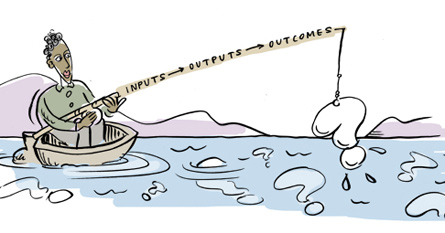 INPUTS → OUTPUTS → OUTCOMES